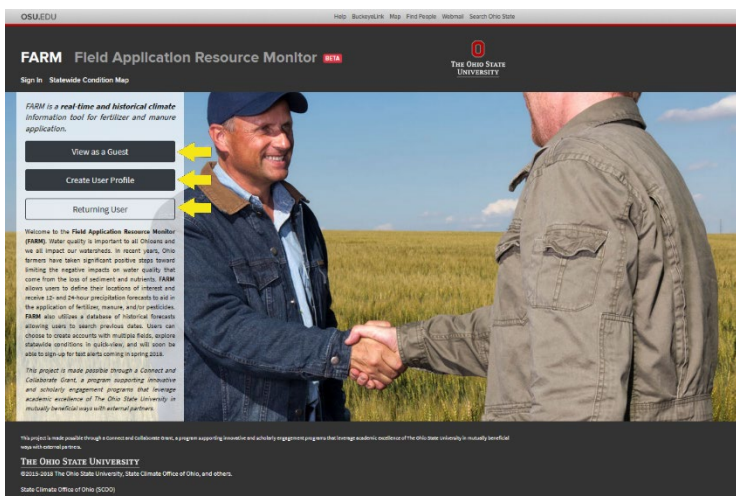 OSU.EDU
Help BuckeyeLink Map Find People Webmail Search Ohio State
FARM Field Application Resource Monitor BETA
THE OHIO STATE
UNIVERSITY
Sign In Statewide Condition Map
FARM is a real-time and historical climate
information tool for fertilizer and manure
application.
View as a Guest
Create User Profile
Returning User
Welcome to the Field Application Resource Monitor
(FARM). Water quality is important to all Ohioans and
we all impact our watersheds. In recent years, Ohio
farmers have taken significant positive steps toward
limiting the negative impacts on water quality that
come from the loss of sediment and nutrients. FARM
allows users to define their locations of interest and
receive 12- and 24-hour precipitation forecasts to aid in
the application of fertilizer, manure, and/or pesticides.
FARM also utilizes a database of historical forecasts
allowing users to search previous dates. Users can
choose to create accounts with multiple fields, explore
statewide conditions in quick-view, and will soon be
able to sign-up for text alerts coming in spring 2018.
This project is made possible through a Connect and
Collaborate Grant, a program supporting innovative
and scholarly engagement programs that leverage
academic excellence of The Ohio State University in
mutually beneficial ways with external partners.
This project is made possible through a Connect and Collaborate Grant, a program supporting innovative and scholarly engagement programs that leverage academic excellence of The Ohio State University in mutually beneficial
ways with external partners.
THE OHIO STATE UNIVERSITY
©2015-2018 The Ohio State University, State Climate Office of Ohio, and others.
State Climate Office of Ohio (SCOO)